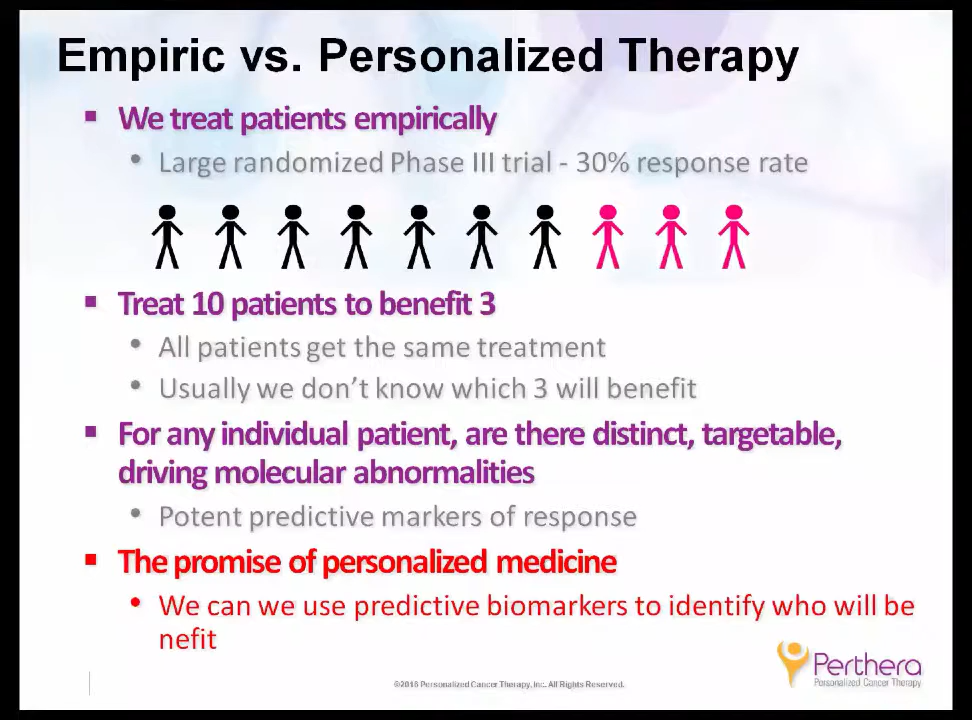 Empiric vs. Personalized Therapy
▪ We treat patients empirically
• Large randomized Phase III trial - 30% response rate
▪ Treat 10 patients to benefit 3
• All patients get the same treatment
• Usually we don’t know which 3 will benefit
▪ For any individual patient, are there distinct, targetable,
driving molecular abnormalities
• Potent predictive markers of response
▪ The promise of personalized medicine
• We can we use predictive biomarkers to identify who will be
nefit
Perthera
Personalized Cancer Therapy
©2016 Personalized Cancer Therapy, Inc. All Rights Reserved.